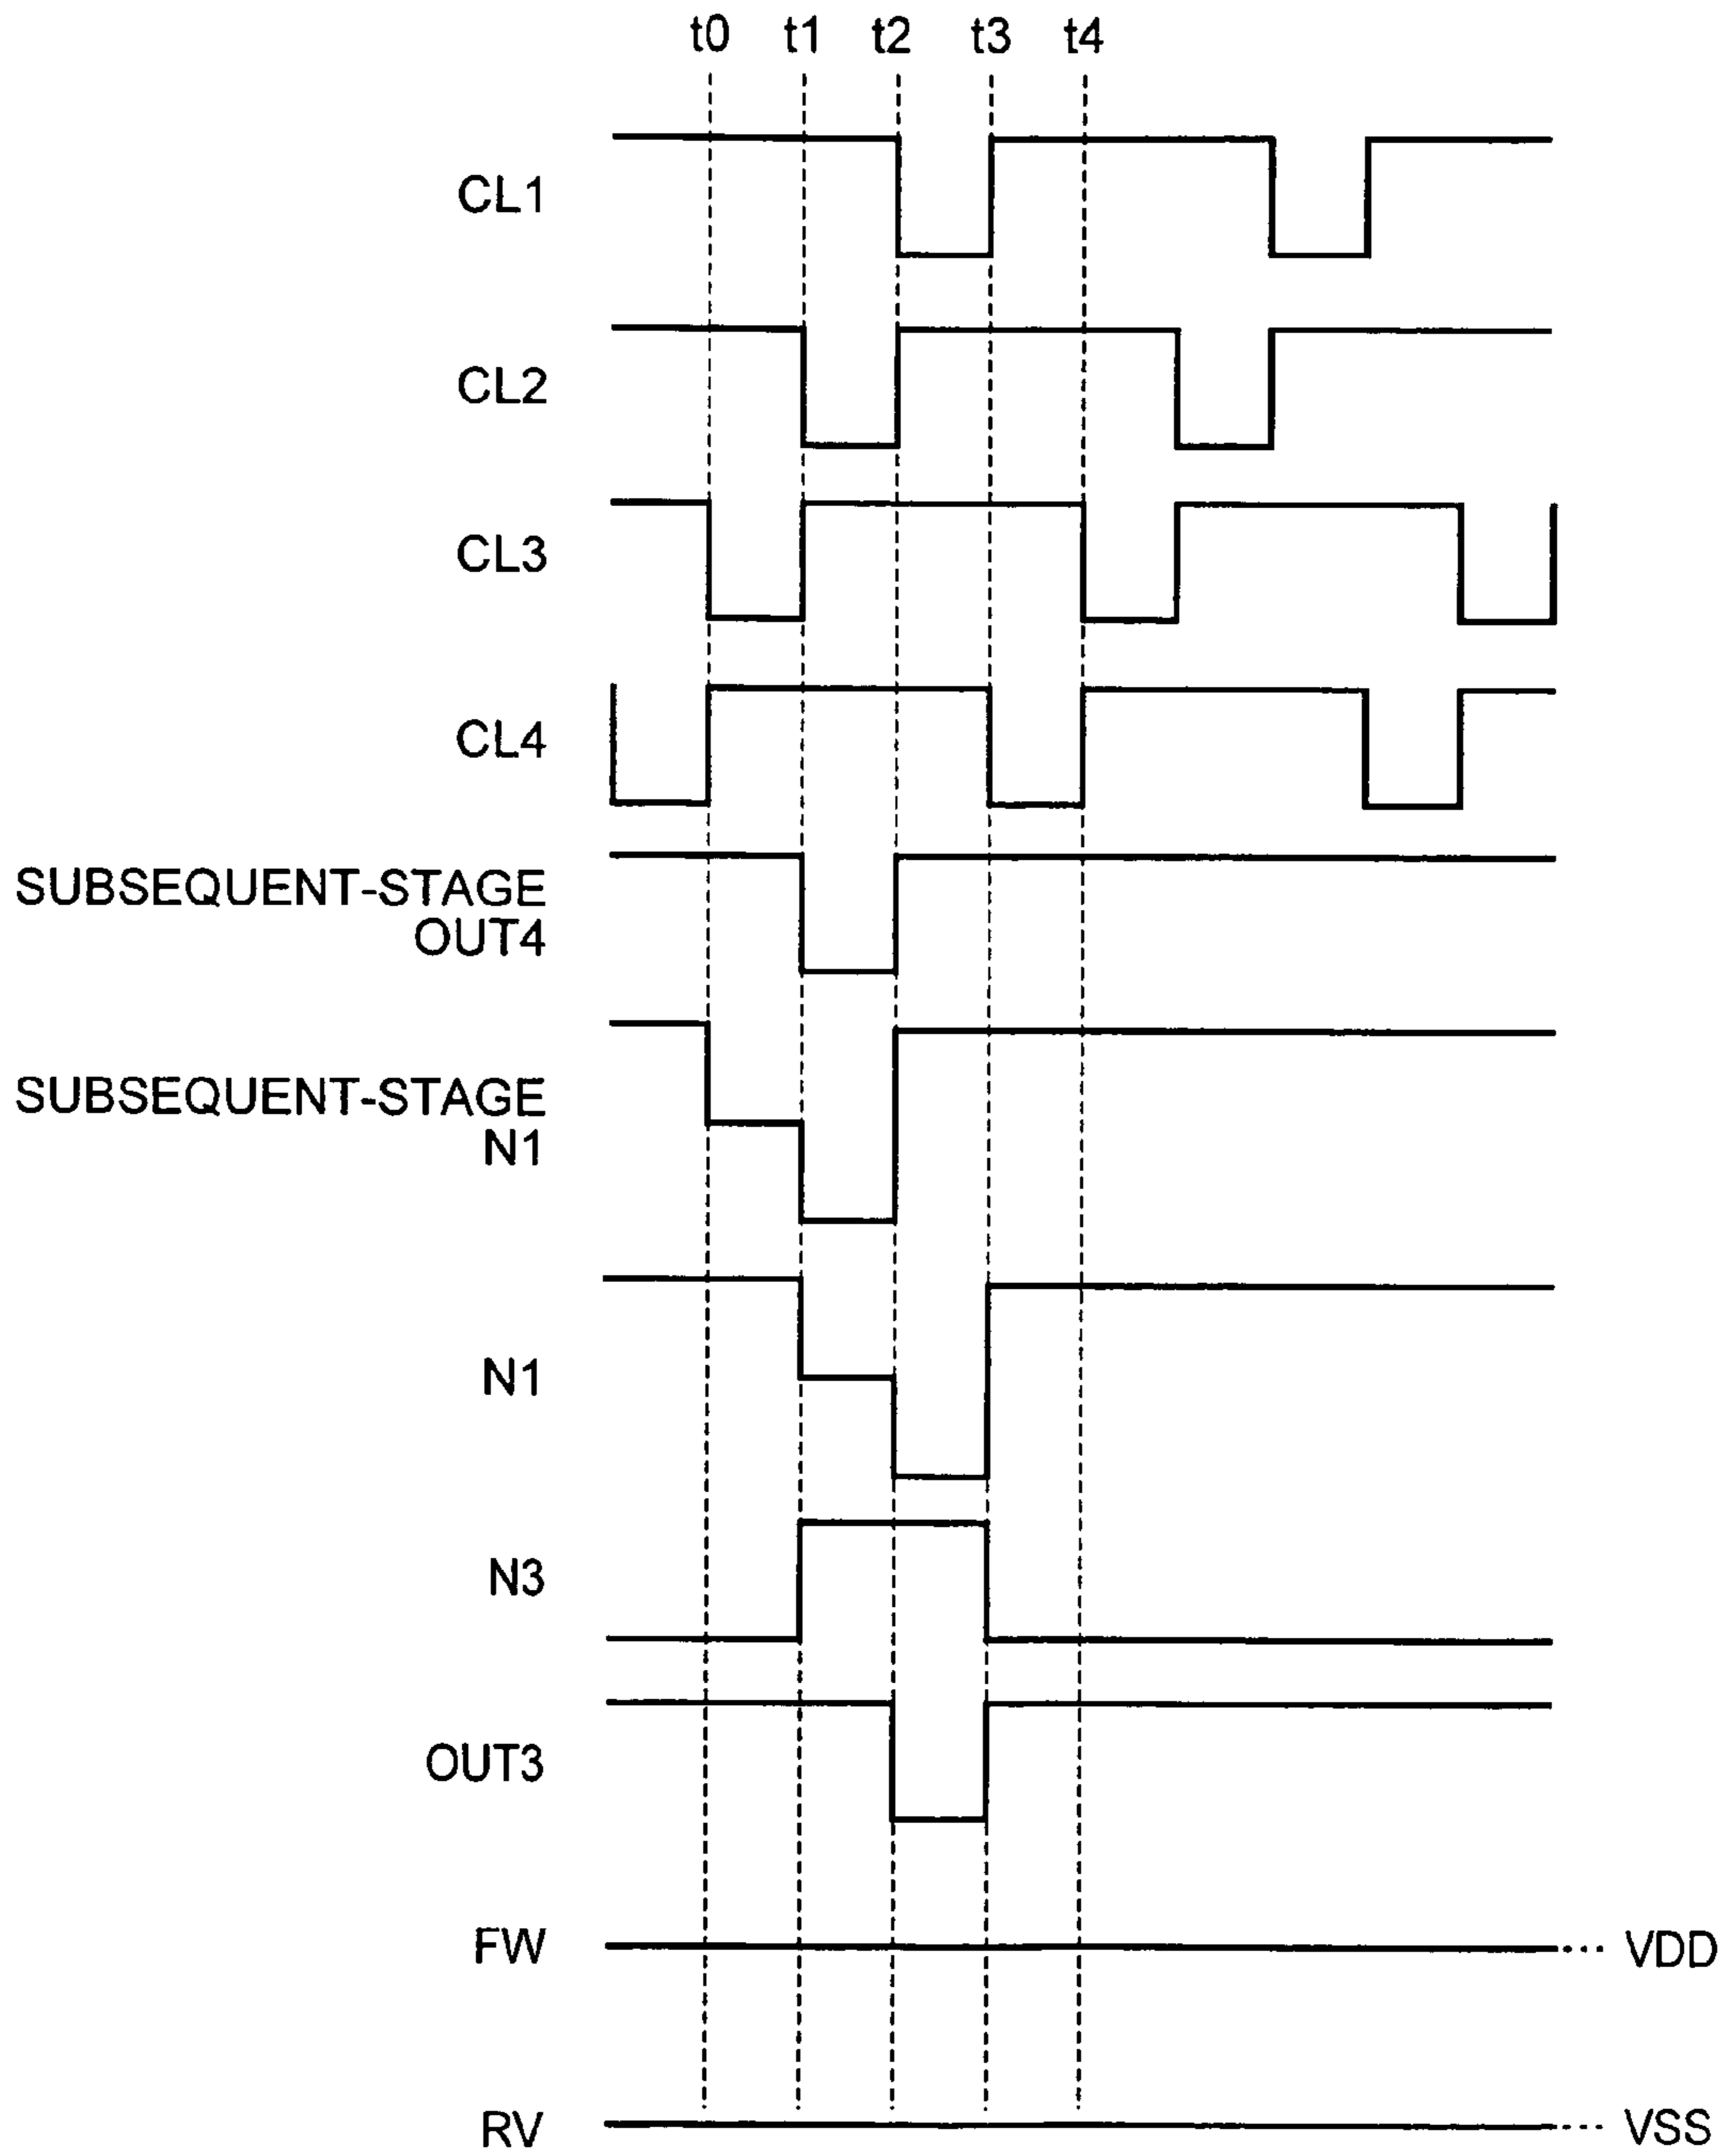 t0 t1 t2 t3 t4
CL1
CL2
CL3
CL4
SUBSEQUENT-STAGE
OUT4
SUBSEQUENT-STAGE
N1
N1
N3
OUT3
FW VDD
RV VSS